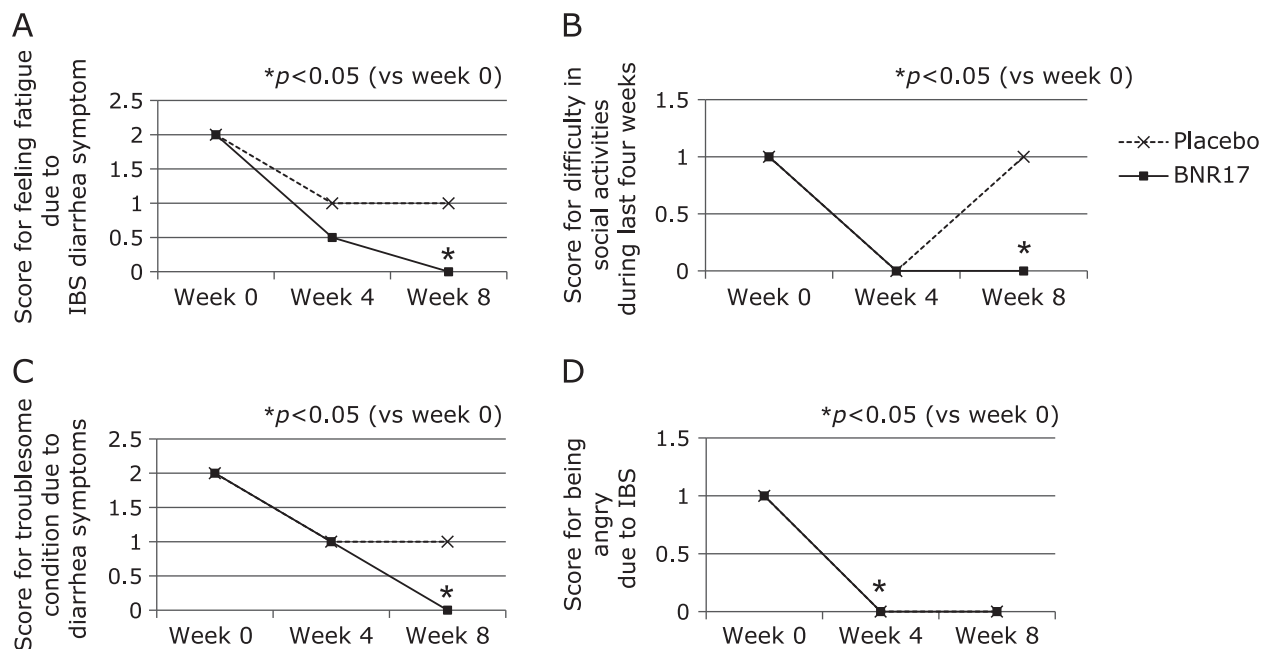 A
*p<0.05 (vs week 0)
Score for feeling fatigue
due to
IBS diarrhea symptom
2.5
2
1.5
1
0.5
0
Week 0 Week 4 Week 8
*
B
*p<0.05 (vs week 0)
Score for difficulty in
social activities
during last four weeks
1.5
1
0.5
0
Week 0 Week 4 Week 8
*
Placebo
BNR17
C
*p<0.05 (vs week 0)
Score for troublesome
condition due to
diarrhea symptoms
2.5
2
1.5
1
0.5
0
Week 0 Week 4 Week 8
*
D
*p<0.05 (vs week 0)
Score for being
angry
due to IBS
1.5
1
0.5
0
Week 0 Week 4 Week 8
*